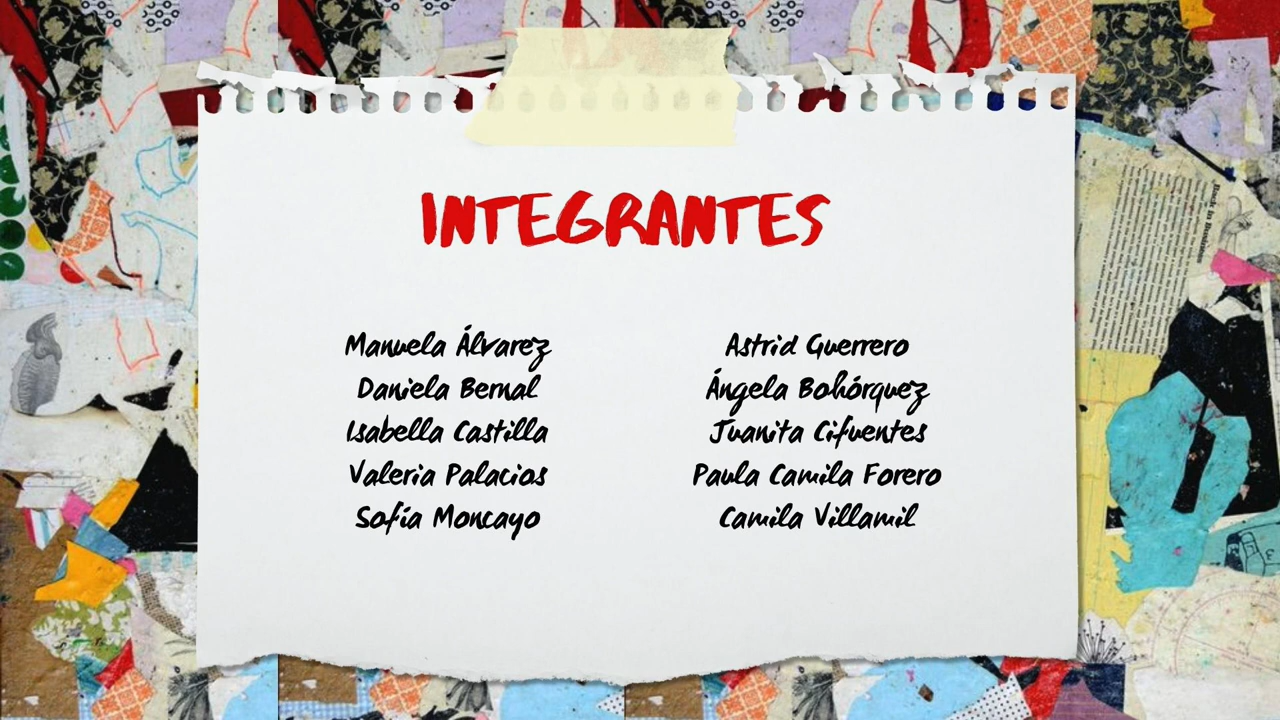 INTEGRANTES
Manuela Álvarez
Daniela Bernal
Isabella Castilla
Valeria Palacios
Sofía Moncayo
Astrid Guerrero
Ángela Bohórquez
Juanita Cifuentes
Paula Camila Forero
Camila Villamil